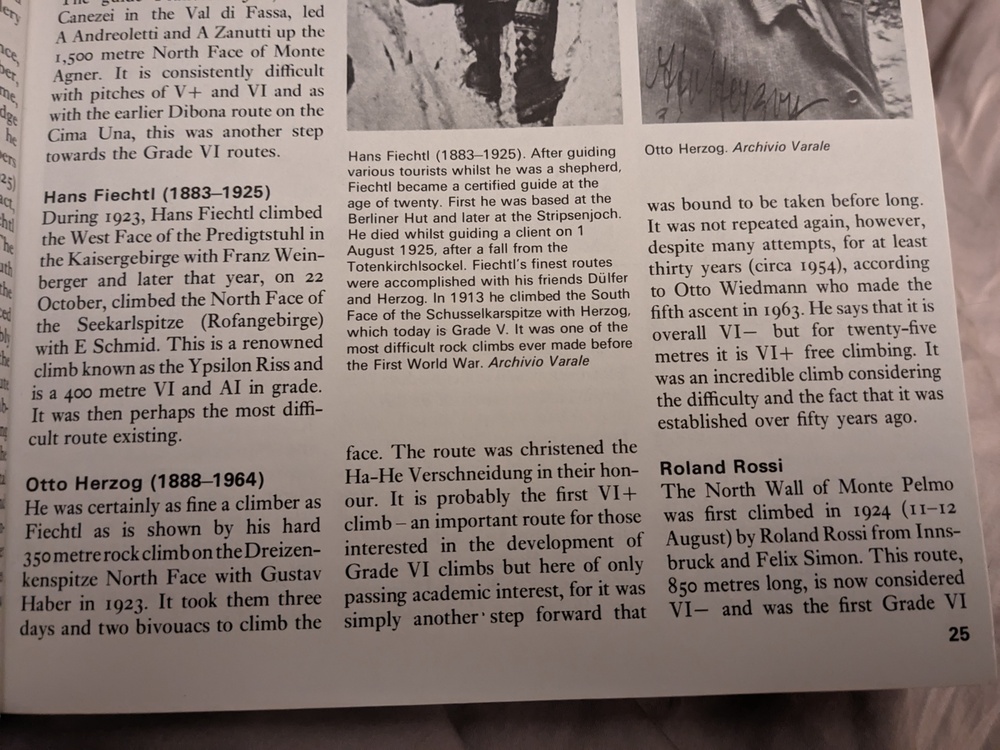 Canezei in the Val di Fassa, led
A Andreoletti and A Zanutti up the
1,500 metre North Face of Monte
Agner. It is consistently difficult
with pitches of V+ and VI and as
with the earlier Dibona route on the
Cima Una, this was another step
towards the Grade VI routes.
Hans Fiechtl (1883–1925)
During 1923, Hans Fiechtl climbed
the West Face of the Predigtstuhl in
the Kaisergebirge with Franz Wein-
berger and later that year, on 22
October, climbed the North Face of
the Seekarlspitze (Rofangebirge)
with E Schmid. This is a renowned
climb known as the Ypsilon Riss and
is a 400 metre VI and AI in grade.
It was then perhaps the most diffi-
cult route existing.
Otto Herzog (1888–1964)
He was certainly as fine a climber as
Fiechtl as is shown by his hard
350 metre rock climb on the Dreizen-
kenspitze North Face with Gustav
Haber in 1923. It took them three
days and two bivouacs to climb the
Hans Fiechtl (1883–1925). After guiding
various tourists whilst he was a shepherd,
Fiechtl became a certified guide at the
age of twenty. First he was based at the
Berliner Hut and later at the Stripsenjoch.
He died whilst guiding a client on 1
August 1925, after a fall from the
Totenkirchlsockel. Fiechtl's finest routes
were accomplished with his friends Dülfer
and Herzog. In 1913 he climbed the South
Face of the Schusselkarspitze with Herzog,
which today is Grade V. It was one of the
most difficult rock climbs ever made before
the First World War. Archivio Varale
face. The route was christened the
Ha-He Verschneidung in their hon-
our. It is probably the first VI+
climb – an important route for those
interested in the development of
Grade VI climbs but here of only
passing academic interest, for it was
simply another step forward that
Otto Herzog. Archivio Varale
was bound to be taken before long.
It was not repeated again, however,
despite many attempts, for at least
thirty years (circa 1954), according
to Otto Wiedmann who made the
fifth ascent in 1963. He says that it is
overall VI− but for twenty-five
metres it is VI+ free climbing. It
was an incredible climb considering
the difficulty and the fact that it was
established over fifty years ago.
Roland Rossi
The North Wall of Monte Pelmo
was first climbed in 1924 (11–12
August) by Roland Rossi from Inns-
bruck and Felix Simon. This route,
850 metres long, is now considered
VI− and was the first Grade VI
25